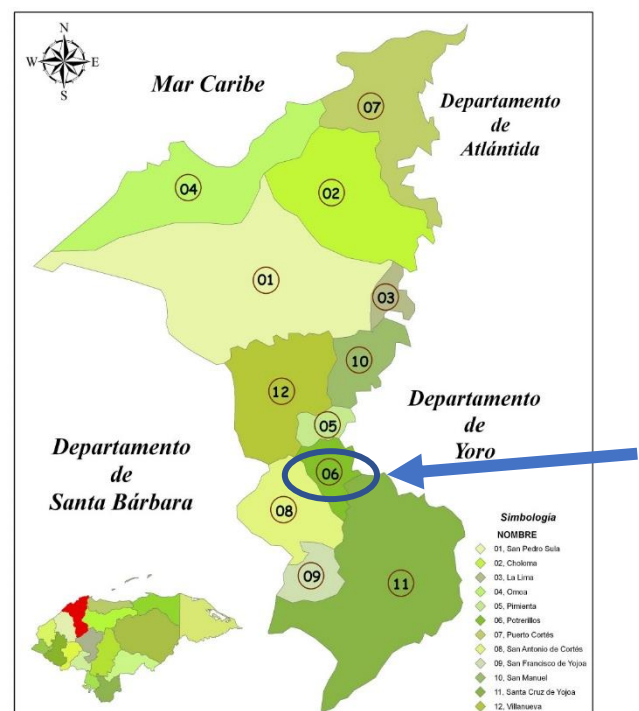 N
W
E
S
Mar Caribe
Departamento
de
Atlántida
07
04
02
01
03
10
12
05
Departamento
de
Yoro
06
Departamento
de
Santa Bárbara
08
09
11
Simbología
NOMBRE
01, San Pedro Sula
02, Choloma
03, La Lima
04, Omoa
05, Pimienta
06, Potrerillos
07, Puerto Cortés
08, San Antonio de Cortés
09, San Francisco de Yojoa
10, San Manuel
11, Santa Cruz de Yojoa
12, Villanueva